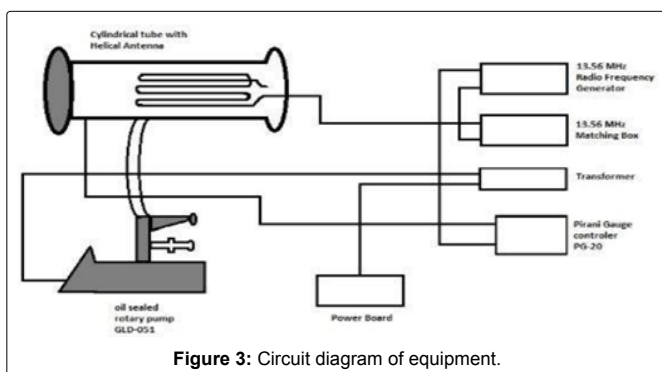 Cylindrical tube with
Helical Antenna
13.56 MHz
Radio Frequency
Generator
13.56 MHz
Matching Box
Transformer
Pirani Gauge
controler
PG-20
oil sealed
rotary pump
GLD-051
Power Board
Figure 3: Circuit diagram of equipment.